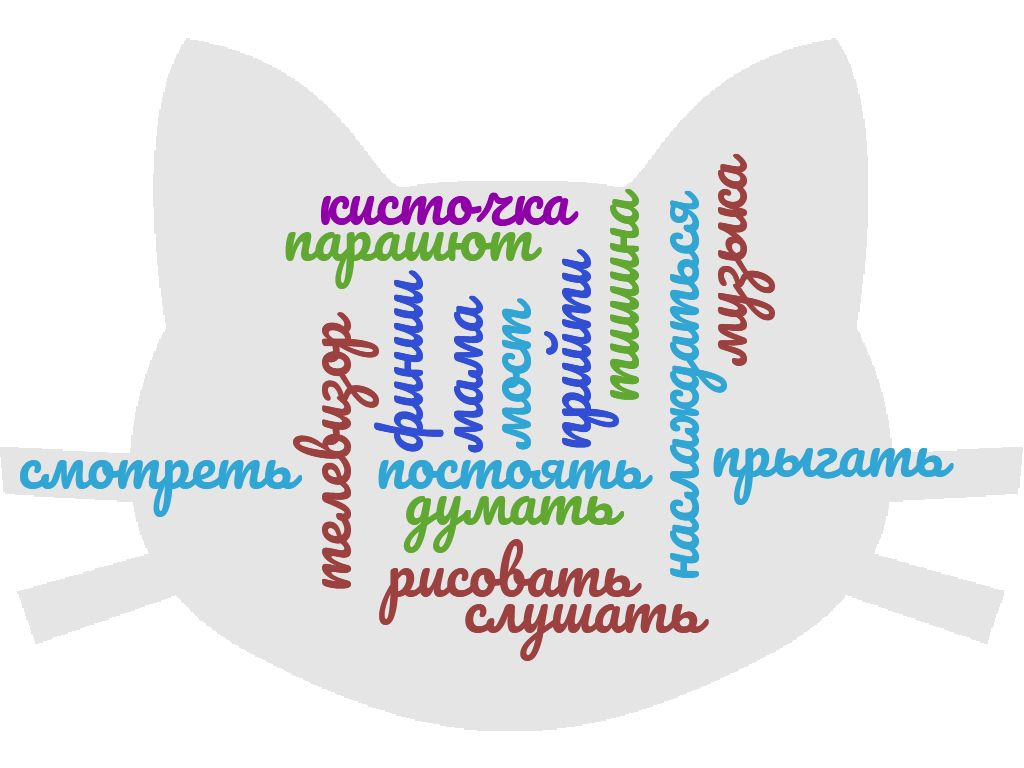 кисточка
парашют
музыка
тишина
наслаждаться
прийти
финиш
мама
мост
телевизор
смотреть
постоять
прыгать
думать
рисовать
слушать